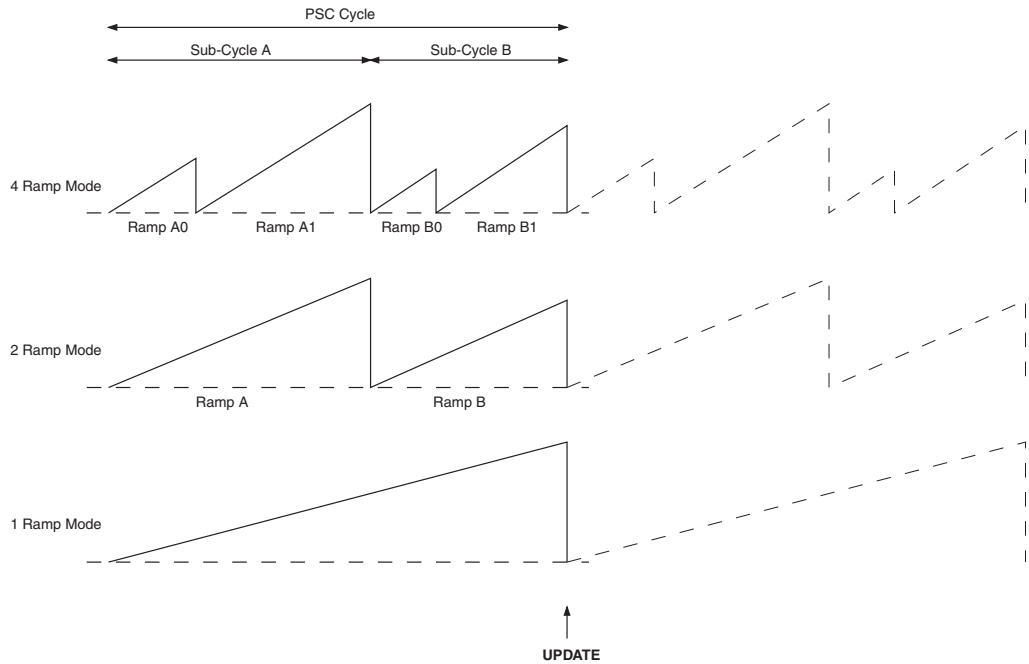 PSC Cycle
Sub-Cycle A
Sub-Cycle B
4 Ramp Mode
Ramp A0
Ramp A1
Ramp B0
Ramp B1
2 Ramp Mode
Ramp A
Ramp B
1 Ramp Mode
UPDATE